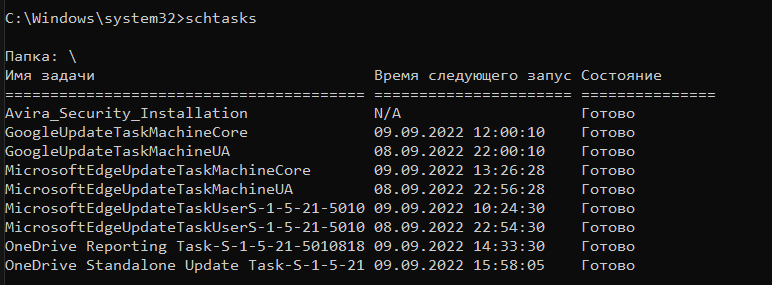 C:\Windows\system32>schtasks
Папка: \
Имя задачи Время следующего запус Состояние
======================================== ====================== ===============
Avira_Security_Installation N/A Готово
GoogleUpdateTaskMachineCore 09.09.2022 12:00:10 Готово
GoogleUpdateTaskMachineUA 08.09.2022 22:00:10 Готово
MicrosoftEdgeUpdateTaskMachineCore 09.09.2022 13:26:28 Готово
MicrosoftEdgeUpdateTaskMachineUA 08.09.2022 22:56:28 Готово
MicrosoftEdgeUpdateTaskUserS-1-5-21-5010 09.09.2022 10:24:30 Готово
MicrosoftEdgeUpdateTaskUserS-1-5-21-5010 08.09.2022 22:54:30 Готово
OneDrive Reporting Task-S-1-5-21-5010818 09.09.2022 14:33:30 Готово
OneDrive Standalone Update Task-S-1-5-21 09.09.2022 15:58:05 Готово